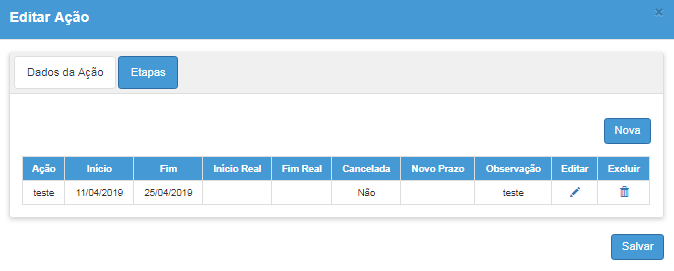 Editar Ação ×
Dados da Ação Etapas
Nova
Ação Início Fim Início Real Fim Real Cancelada Novo Prazo Observação Editar Excluir
teste 11/04/2019 25/04/2019 Não teste
Salvar